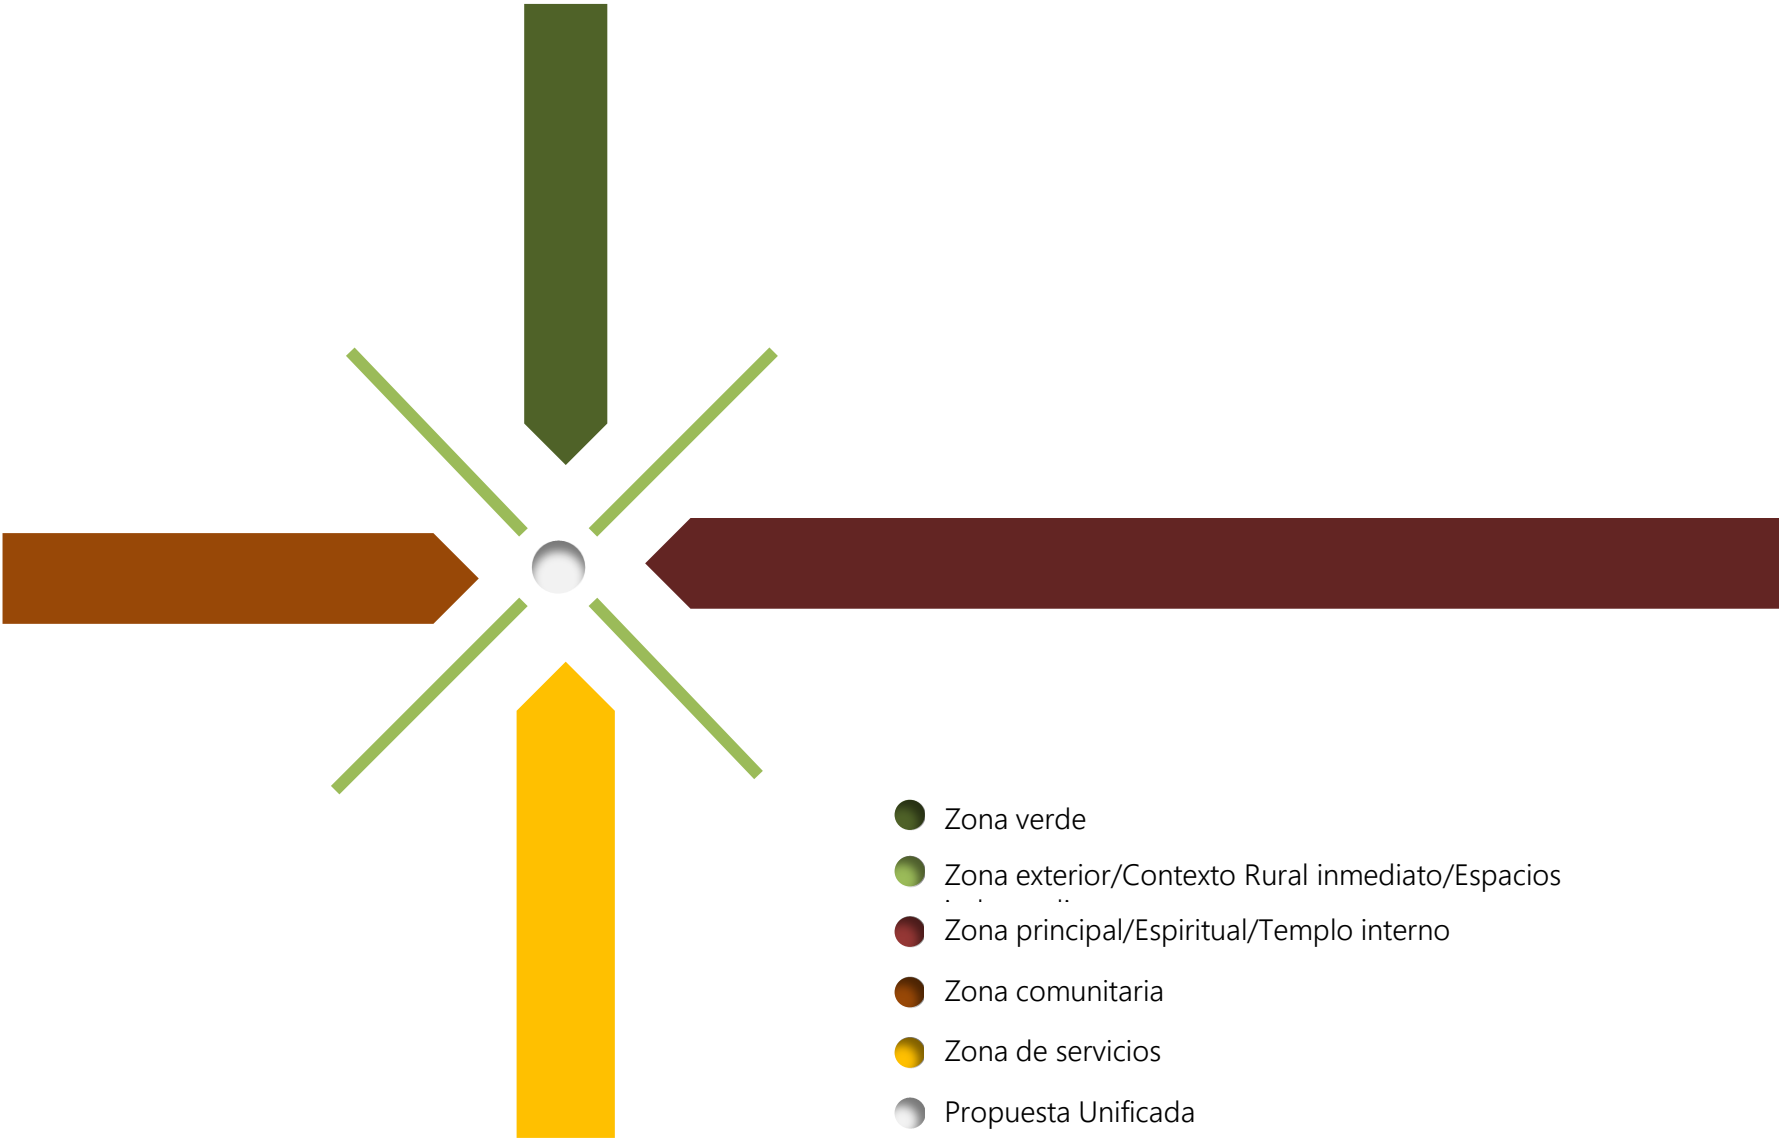 Zona verde
Zona exterior/Contexto Rural inmediato/Espacios
Zona principal/Espiritual/Templo interno
Zona comunitaria
Zona de servicios
Propuesta Unificada